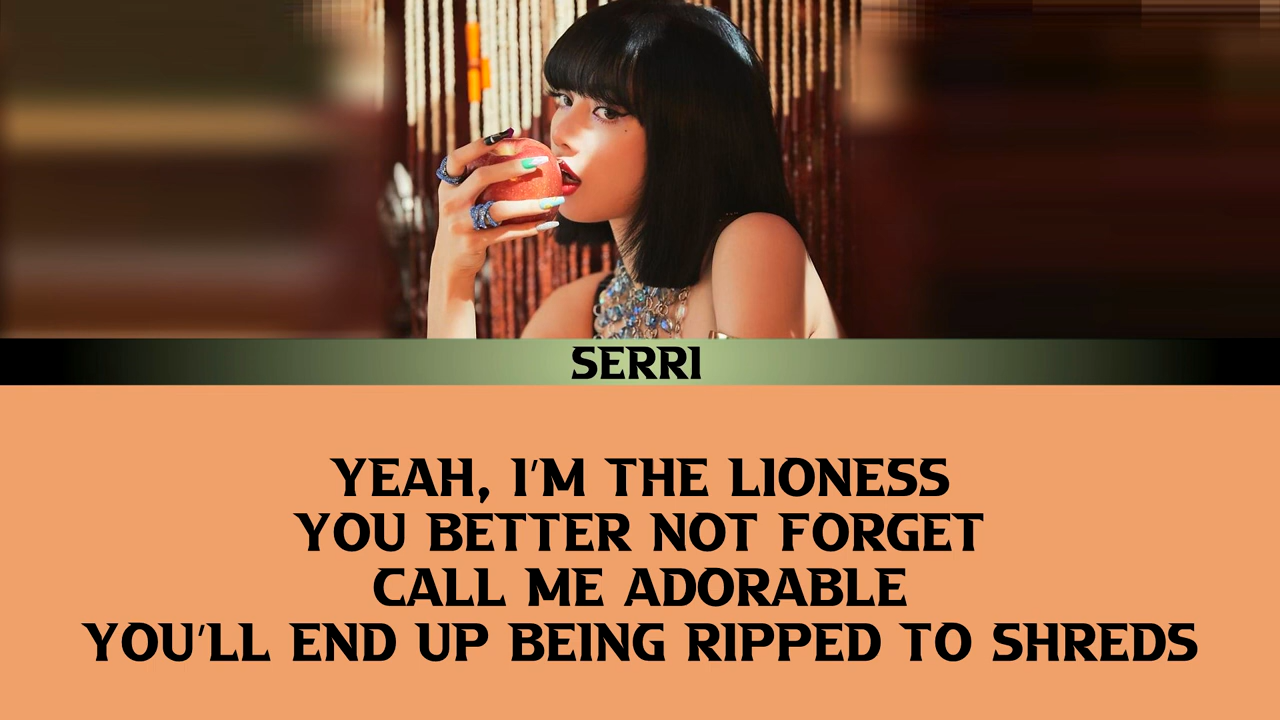 SERRI
YEAH, I'M THE LIONESS
YOU BETTER NOT FORGET
CALL ME ADORABLE
YOU'LL END UP BEING RIPPED TO SHREDS